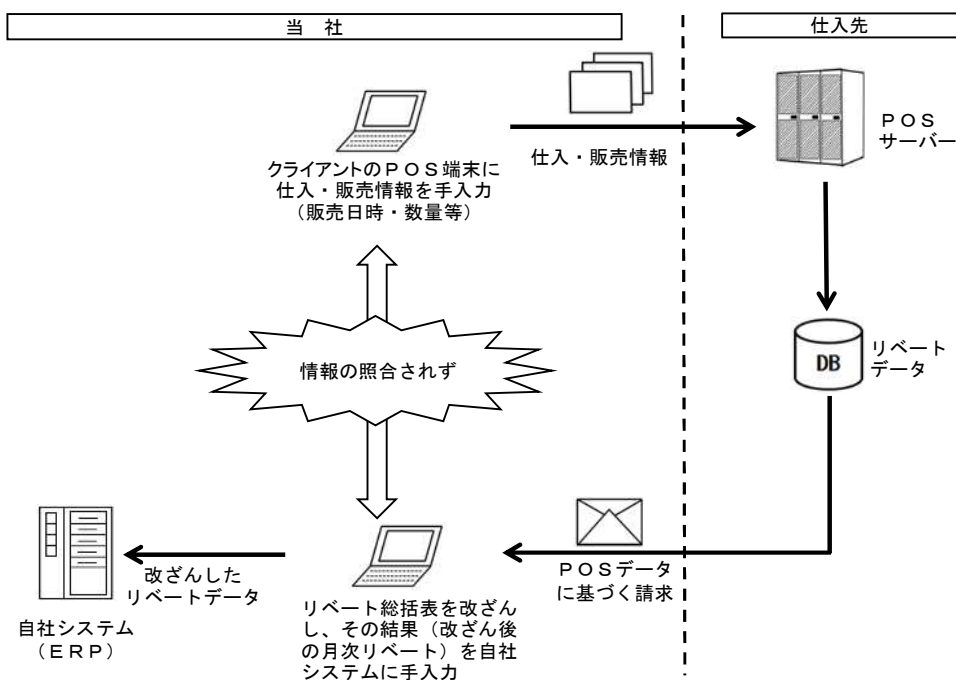 当　社
仕入先
クライアントのＰＯＳ端末に
仕入・販売情報を手入力
（販売日時・数量等）
仕入・販売情報
ＰＯＳ
サーバー
情報の照合されず
DB
リベート
データ
ＰＯＳデータ
に基づく請求
改ざんした
リベートデータ
自社システム
（ＥＲＰ）
リベート総括表を改ざん
し、その結果（改ざん後
の月次リベート）を自社
システムに手入力